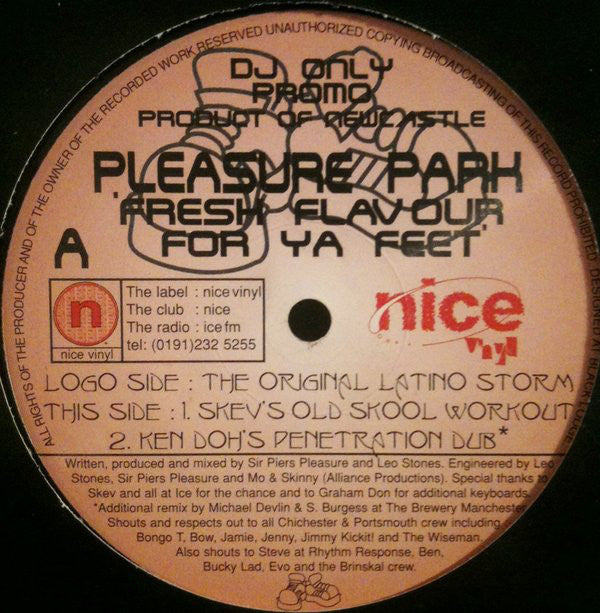 ALL RIGHTS OF THE PRODUCER AND OF THE OWNER OF THE RECORDED WORK RESERVED UNAUTHORIZED COPYING BROADCASTING OF THIS RECORD PROHIBITED DESIGNED AT BLACK
DJ ONLY
PROMO
PRODUCT OF NEWCASTLE
PLEASURE PARK
'FRESH FLAVOUR
FOR YA FEET'
A
n
nice vinyl
The label : nice vinyl
The club : nice
The radio : ice fm
tel: (0191)232 5255
nice
vinyl
LOGO SIDE : THE ORIGINAL LATINO STORM
THIS SIDE : 1. SKEV'S OLD SKOOL WORKOUT
2. KEN DOH'S PENETRATION DUB*
Written, produced and mixed by Sir Piers Pleasure and Leo Stones. Engineered by Leo
Stones, Sir Piers Pleasure and Mo & Skinny (Alliance Productions). Special thanks to
Skev and all at Ice for the chance and to Graham Don for additional keyboards.
*Additional remix by Michael Devlin & S. Burgess at The Brewery Manchester
Shouts and respects out to all Chichester & Portsmouth crew including
Bongo T, Bow, Jamie, Jenny, Jimmy Kickit! and The Wiseman.
Also shouts to Steve at Rhythm Response, Ben,
Bucky Lad, Evo and the Brinskal crew.